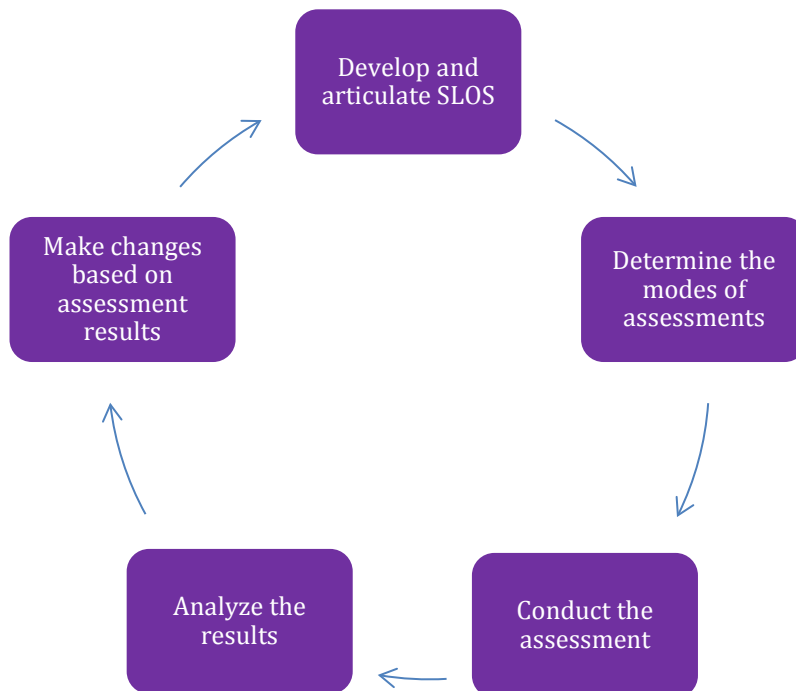 Develop and
articulate SLOS
Determine the
modes of
assessments
Conduct the
assessment
Analyze the
results
Make changes
based on
assessment
results